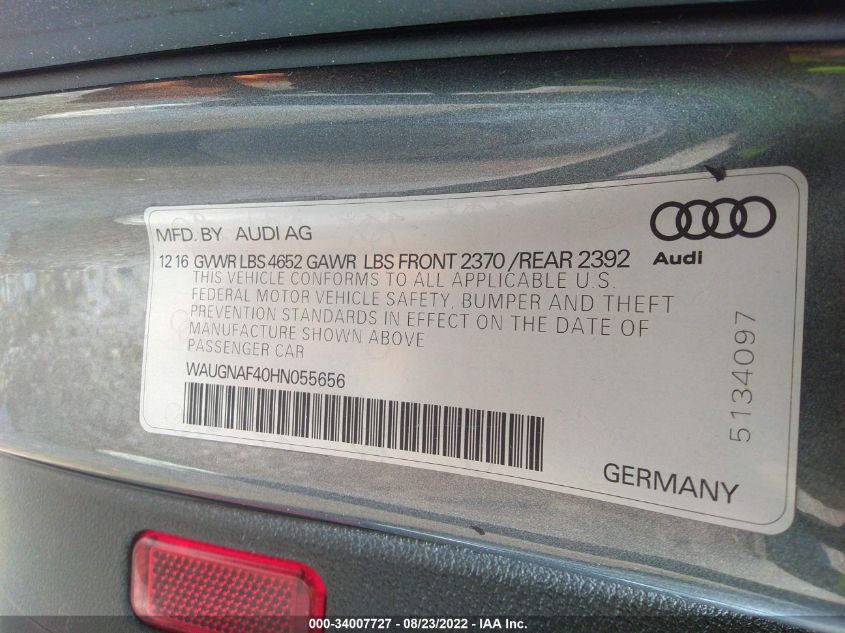 MFD. BY AUDI AG
12 16 GVWR LBS 4652 GAWR LBS FRONT 2370 /REAR 2392
THIS VEHICLE CONFORMS TO ALL APPLICABLE U.S.
FEDERAL MOTOR VEHICLE SAFETY, BUMPER AND THEFT
PREVENTION STANDARDS IN EFFECT ON THE DATE OF
MANUFACTURE SHOWN ABOVE
PASSENGER CAR
WAUGNAF40HN055656
Audi
5134097
GERMANY
000-34007727 - 08/23/2022 - IAA Inc.